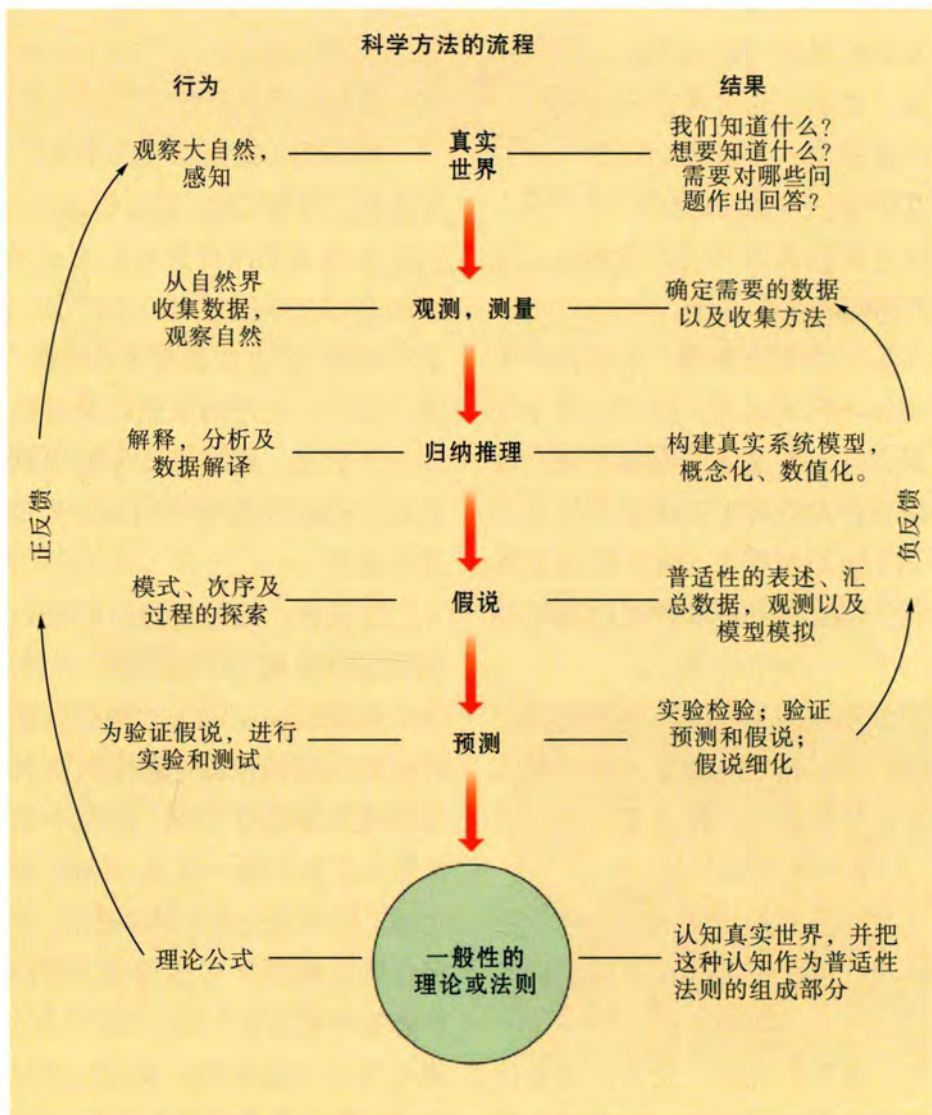 科学方法的流程
行为
结果
观察大自然，
感知
真实
世界
我们知道什么？
想要知道什么？
需要对哪些问
题作出回答？
从自然界
收集数据，
观察自然
观测，测量
确定需要的数据
以及收集方法
解释，分析及
数据解译
归纳推理
构建真实系统模型，
概念化、数值化。
正反馈
负反馈
模式、次序及
过程的探索
假说
普适性的表述、汇
总数据，观测以及
模型模拟
为验证假说，进行
实验和测试
预测
实验检验；验证
预测和假说；
假说细化
理论公式
一般性的
理论或法则
认知真实世界，并把
这种认知作为普适性
法则的组成部分